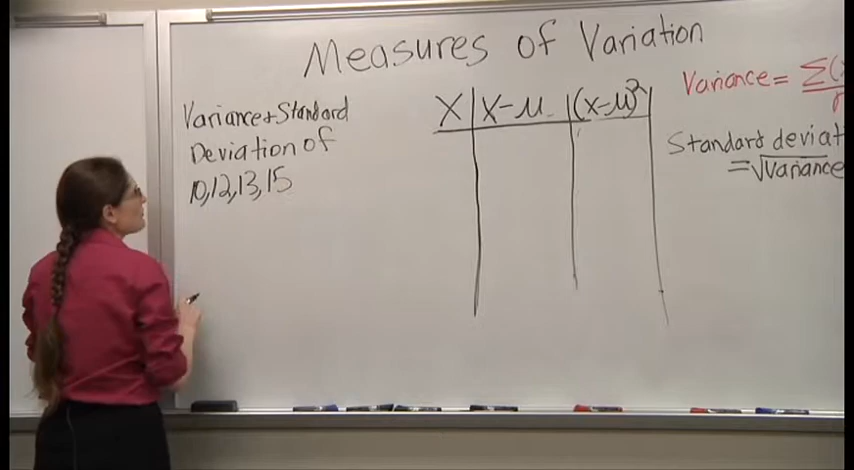 Measures of Variation
Variance + Standard
Deviation of
10, 12, 13, 15
X | X - μ | (X - μ)²
Variance = Σ(
Standard deviat
= √Variance